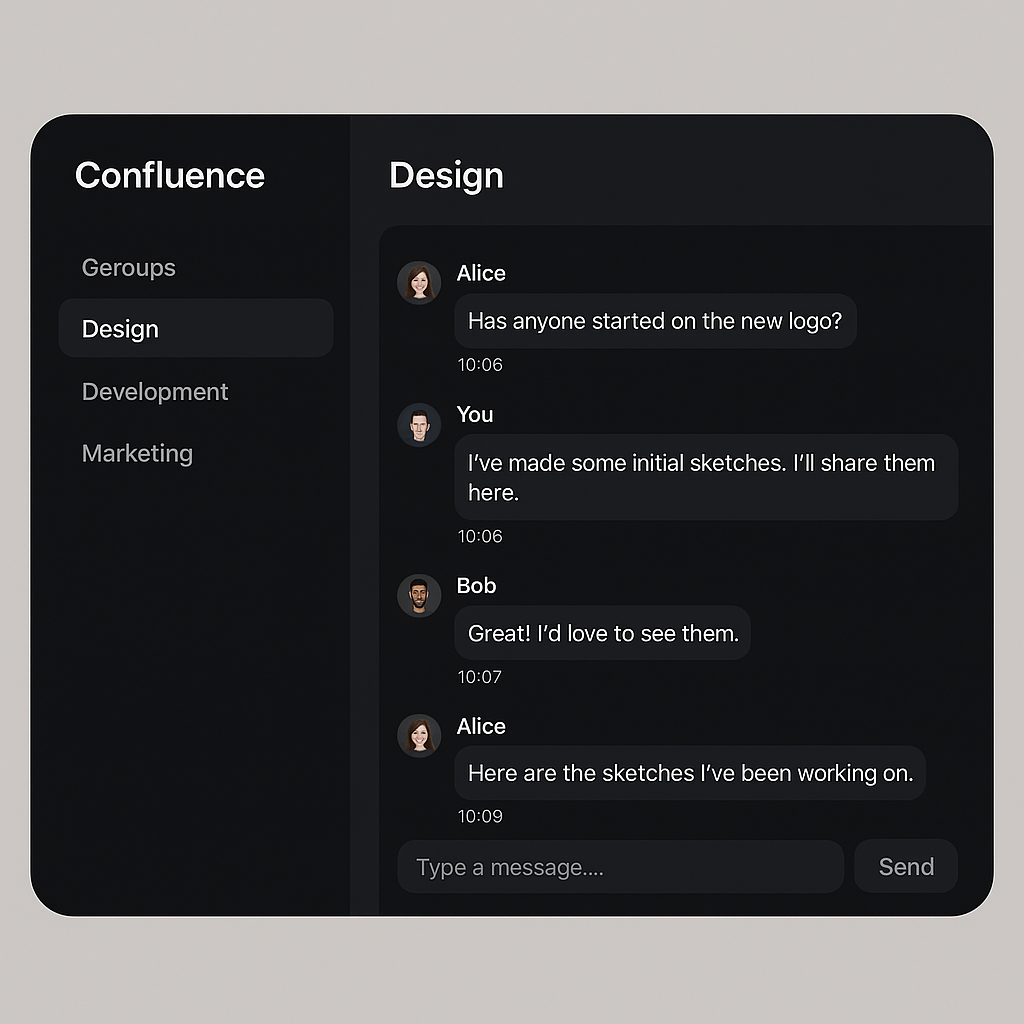 Confluence
Geroups
Design
Development
Marketing
Design
Alice
Has anyone started on the new logo?
10:06
You
I’ve made some initial sketches. I’ll share them
here.
10:06
Bob
Great! I’d love to see them.
10:07
Alice
Here are the sketches I’ve been working on.
10:09
Type a message....
Send